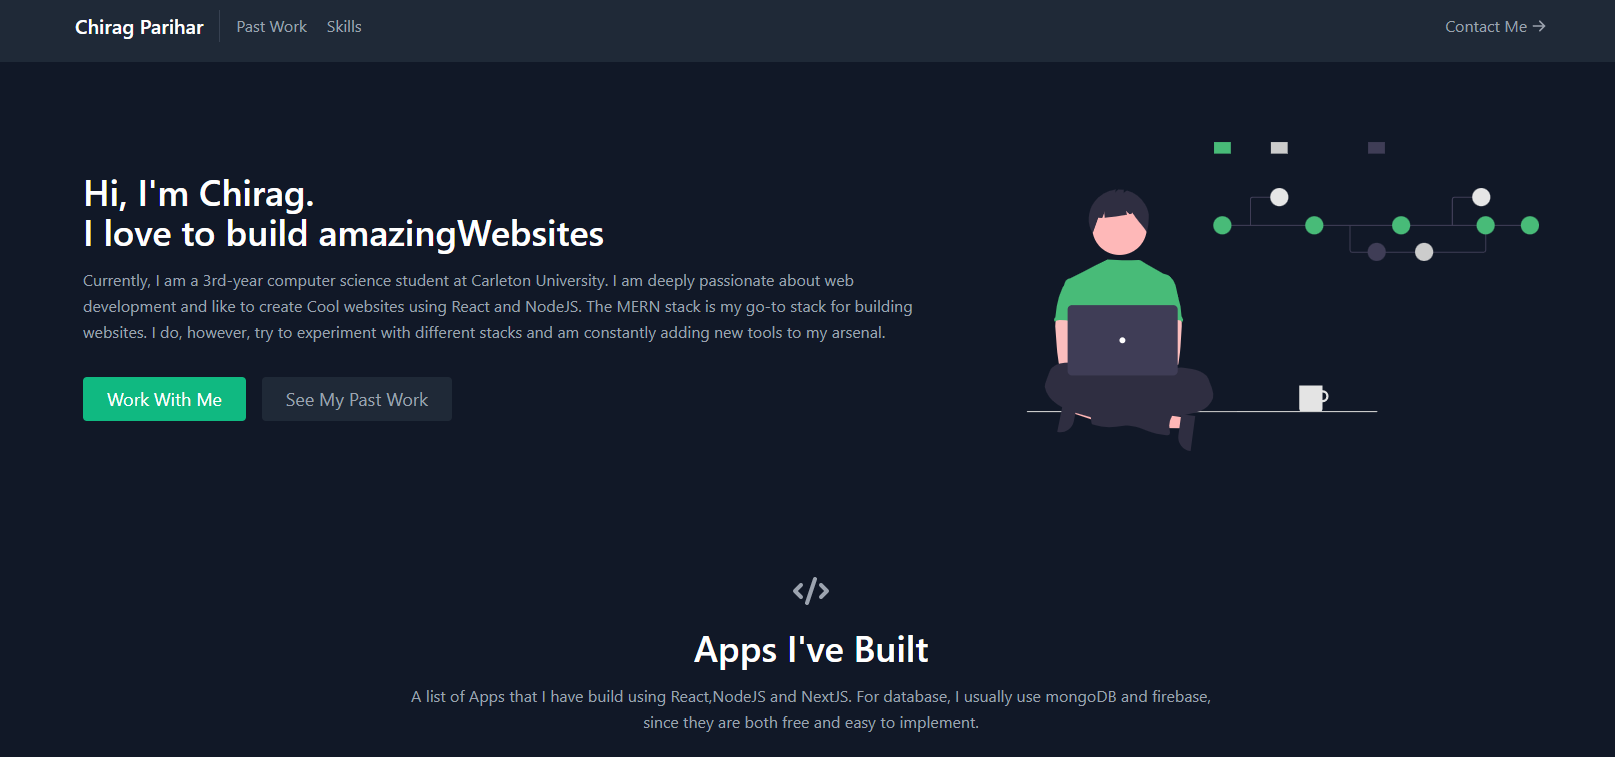 Chirag Parihar
Past Work
Skills
Contact Me →
Hi, I'm Chirag.
I love to build amazingWebsites
Currently, I am a 3rd-year computer science student at Carleton University. I am deeply passionate about web
development and like to create Cool websites using React and NodeJS. The MERN stack is my go-to stack for building
websites. I do, however, try to experiment with different stacks and am constantly adding new tools to my arsenal.
Work With Me
See My Past Work
Apps I've Built
A list of Apps that I have build using React,NodeJS and NextJS. For database, I usually use mongoDB and firebase,
since they are both free and easy to implement.